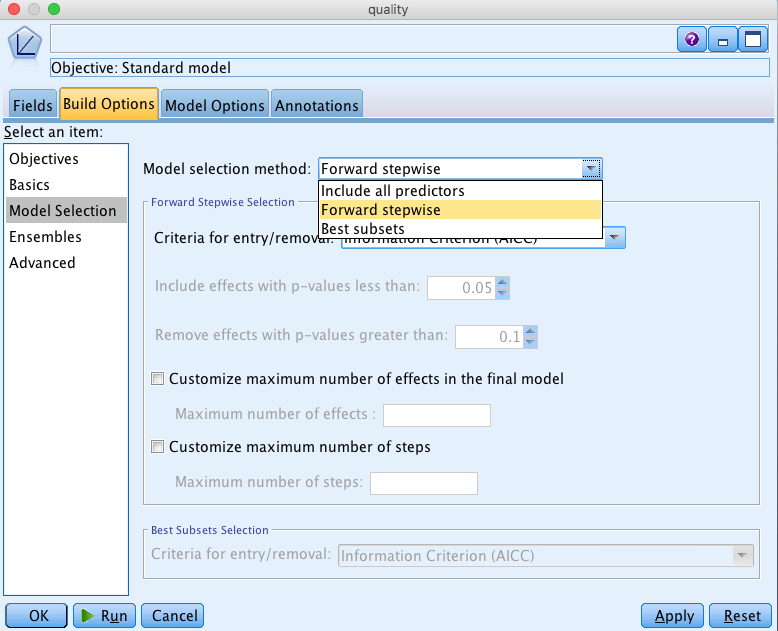 quality
Objective: Standard model
Fields Build Options Model Options Annotations
Select an item:
Objectives
Basics
Model Selection
Ensembles
Advanced
Model selection method: Forward stepwise
Include all predictors
Forward stepwise
Best subsets
Forward Stepwise Selection
Criteria for entry/removal: Information Criterion (AICC)
Include effects with p-values less than: 0.05
Remove effects with p-values greater than: 0.1
Customize maximum number of effects in the final model
Maximum number of effects :
Customize maximum number of steps
Maximum number of steps:
Best Subsets Selection
Criteria for entry/removal: Information Criterion (AICC)
OK Run Cancel Apply Reset